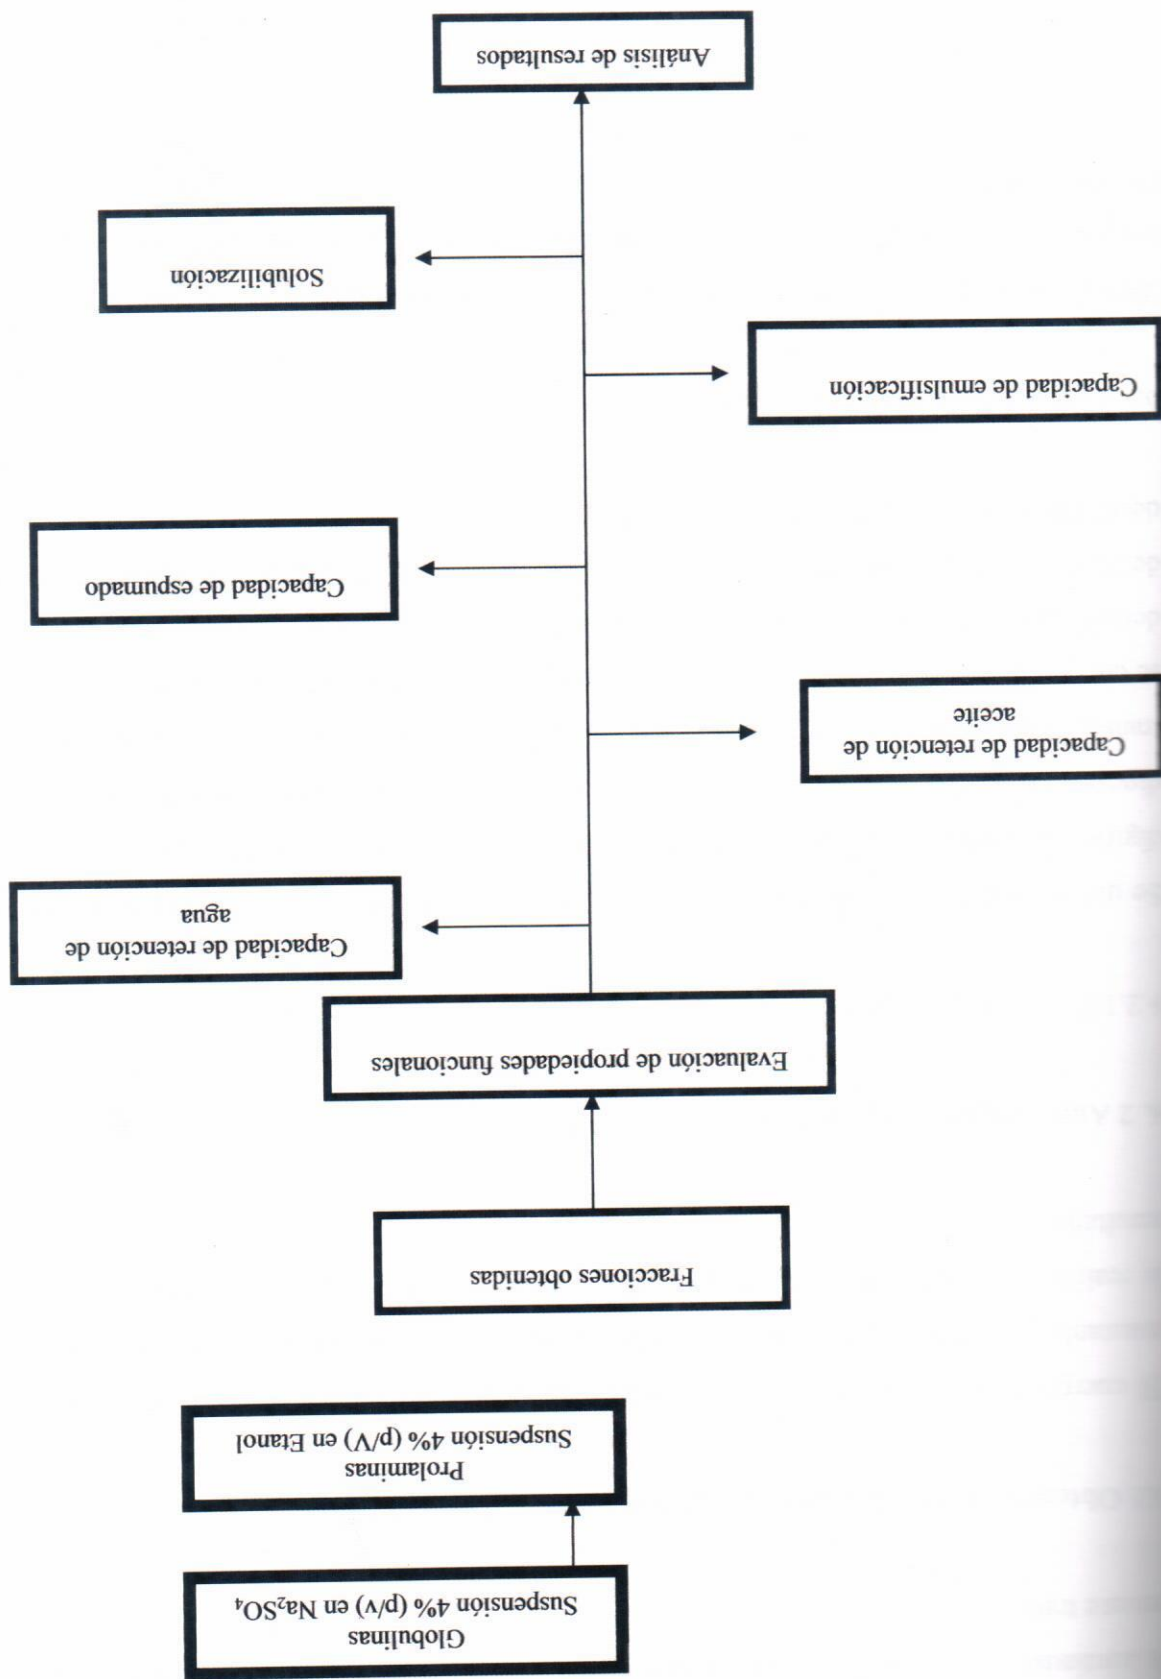 Globulinas
Suspensión 4% (p/v) en Na₂SO₄
Prolaminas
Suspensión 4% (p/V) en Etanol
Fracciones obtenidas
Evaluación de propiedades funcionales
Capacidad de retención de
agua
Capacidad de retención de
aceite
Capacidad de espumado
Capacidad de emulsificación
Solubilización
Análisis de resultados